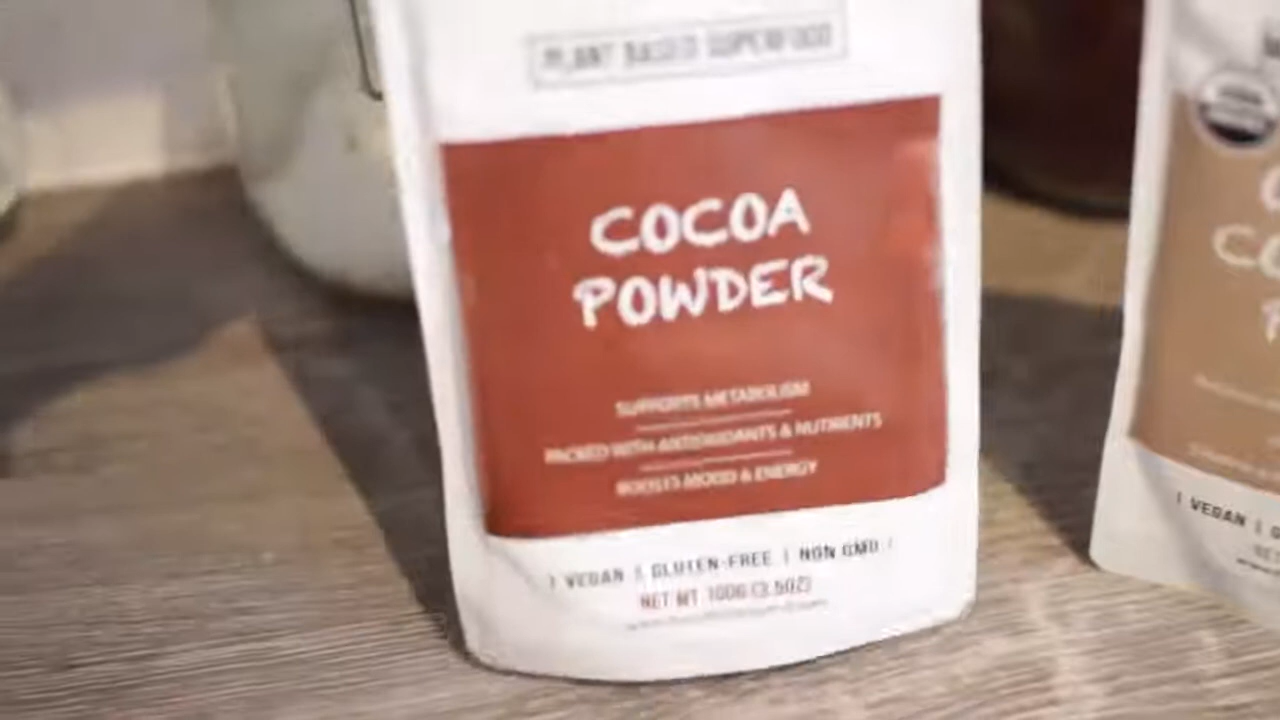 PLANT BASED SUPERFOOD
COCOA
POWDER
SUPPORTS METABOLISM
PACKED WITH ANTIOXIDANTS & NUTRIENTS
BOOSTS MOOD & ENERGY
| VEGAN | GLUTEN-FREE | NON GMO |
NET WT 100G (3.5OZ)
| VEGAN |